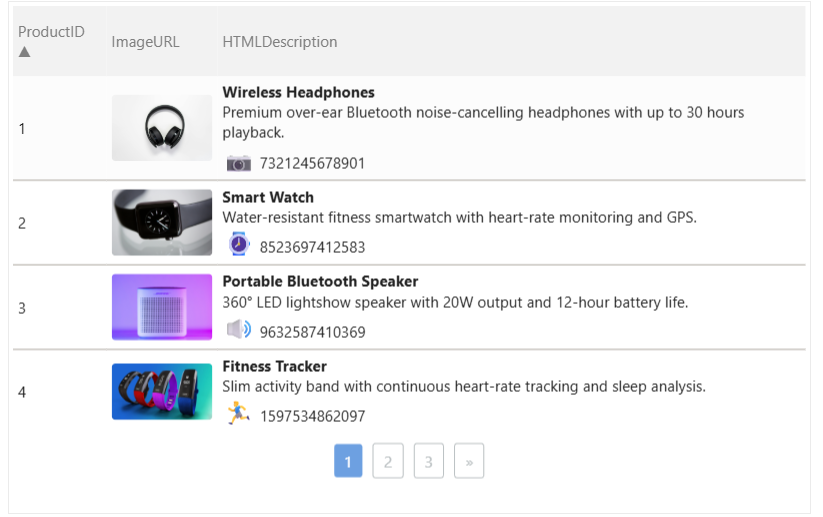 ProductID
▲
ImageURL
HTMLDescription
1
Wireless Headphones
Premium over-ear Bluetooth noise-cancelling headphones with up to 30 hours
playback.
7321245678901
2
Smart Watch
Water-resistant fitness smartwatch with heart-rate monitoring and GPS.
8523697412583
3
Portable Bluetooth Speaker
360° LED lightshow speaker with 20W output and 12-hour battery life.
9632587410369
4
Fitness Tracker
Slim activity band with continuous heart-rate tracking and sleep analysis.
1597534862097
1 2 3 »